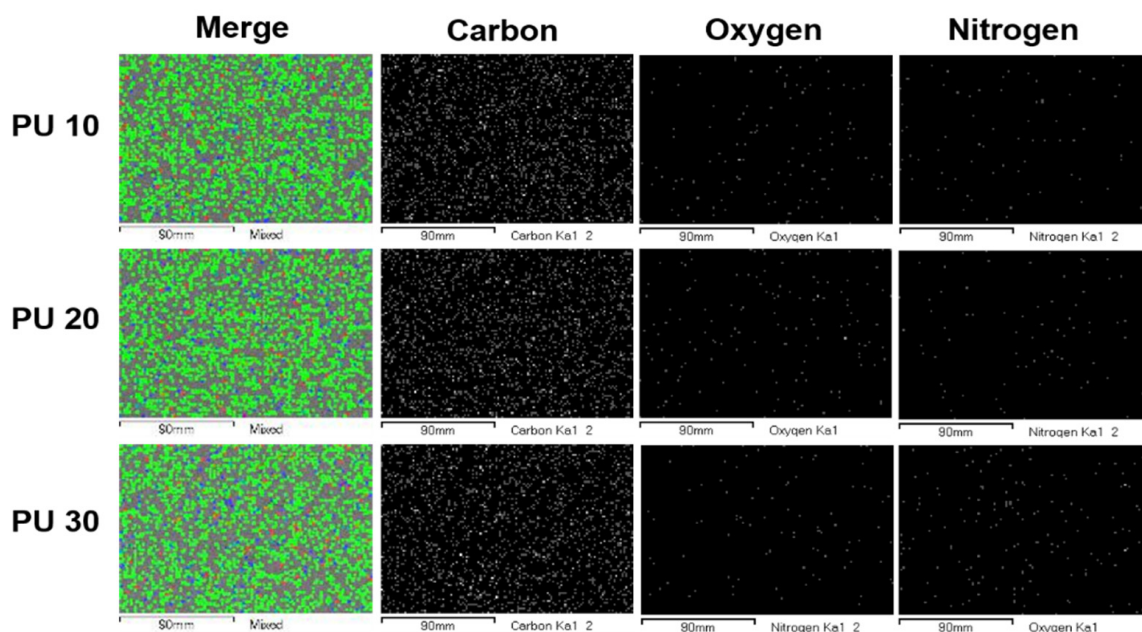 Merge Carbon Oxygen Nitrogen
PU 10
90mm Mixed 90mm Carbon Ka1_2 90mm Oxygen Ka1 90mm Nitrogen Ka1_2
PU 20
90mm Mixed 90mm Carbon Ka1_2 90mm Oxygen Ka1 90mm Nitrogen Ka1_2
PU 30
90mm Mixed 90mm Carbon Ka1_2 90mm Nitrogen Ka1_2 90mm Oxygen Ka1